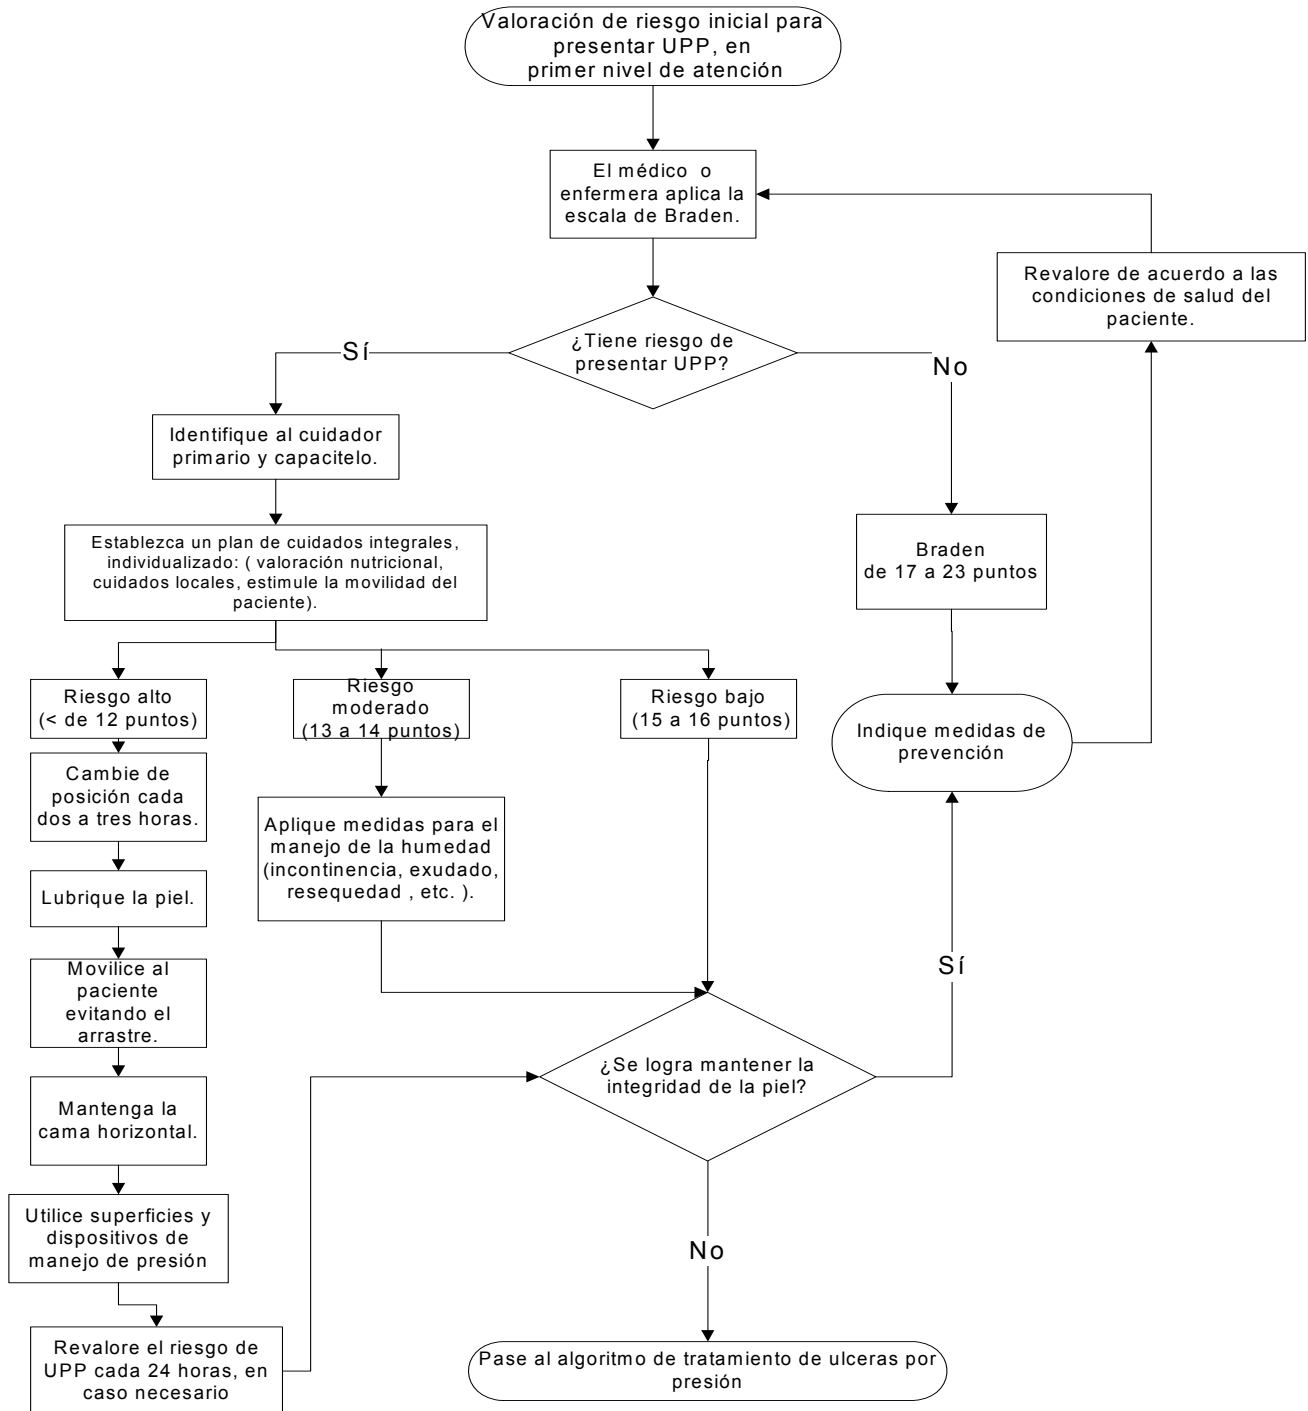 Valoración de riesgo inicial para
presentar UPP, en
primer nivel de atención
El médico o
enfermera aplica la
escala de Braden.
Revalore de acuerdo a las
condiciones de salud del
paciente.
¿Tiene riesgo de
presentar UPP?
Sí
No
Identifique al cuidador
primario y capacitelo.
Establezca un plan de cuidados integrales,
individualizado: ( valoración nutricional,
cuidados locales, estimule la movilidad del
paciente).
Braden
de 17 a 23 puntos
Riesgo alto
(< de 12 puntos)
Riesgo
moderado
(13 a 14 puntos)
Riesgo bajo
(15 a 16 puntos)
Indique medidas de
prevención
Cambie de
posición cada
dos a tres horas.
Aplique medidas para el
manejo de la humedad
(incontinencia, exudado,
resequedad , etc. ).
Lubrique la piel.
Movilice al
paciente
evitando el
arrastre.
Sí
¿Se logra mantener la
integridad de la piel?
Mantenga la
cama horizontal.
Utilice superficies y
dispositivos de
manejo de presión
No
Revalore el riesgo de
UPP cada 24 horas, en
caso necesario
Pase al algoritmo de tratamiento de ulceras por
presión